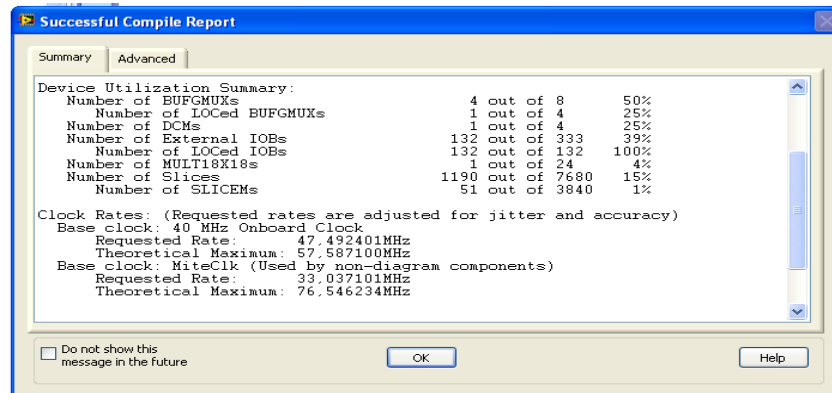 Successful Compile Report
Summary Advanced
Device Utilization Summary:
Number of BUFGMUXs 4 out of 8 50%
Number of LOCed BUFGMUXs 1 out of 4 25%
Number of DCMs 1 out of 4 25%
Number of External IOBs 132 out of 333 39%
Number of LOCed IOBs 132 out of 132 100%
Number of MULT18X18s 1 out of 24 4%
Number of Slices 1190 out of 7680 15%
Number of SLICEMs 51 out of 3840 1%
Clock Rates: (Requested rates are adjusted for jitter and accuracy)
Base clock: 40 MHz Onboard Clock
Requested Rate: 47,492401MHz
Theoretical Maximum: 57,587100MHz
Base clock: MiteClk (Used by non-diagram components)
Requested Rate: 33,037101MHz
Theoretical Maximum: 76,546234MHz
Do not show this
message in the future
OK
Help